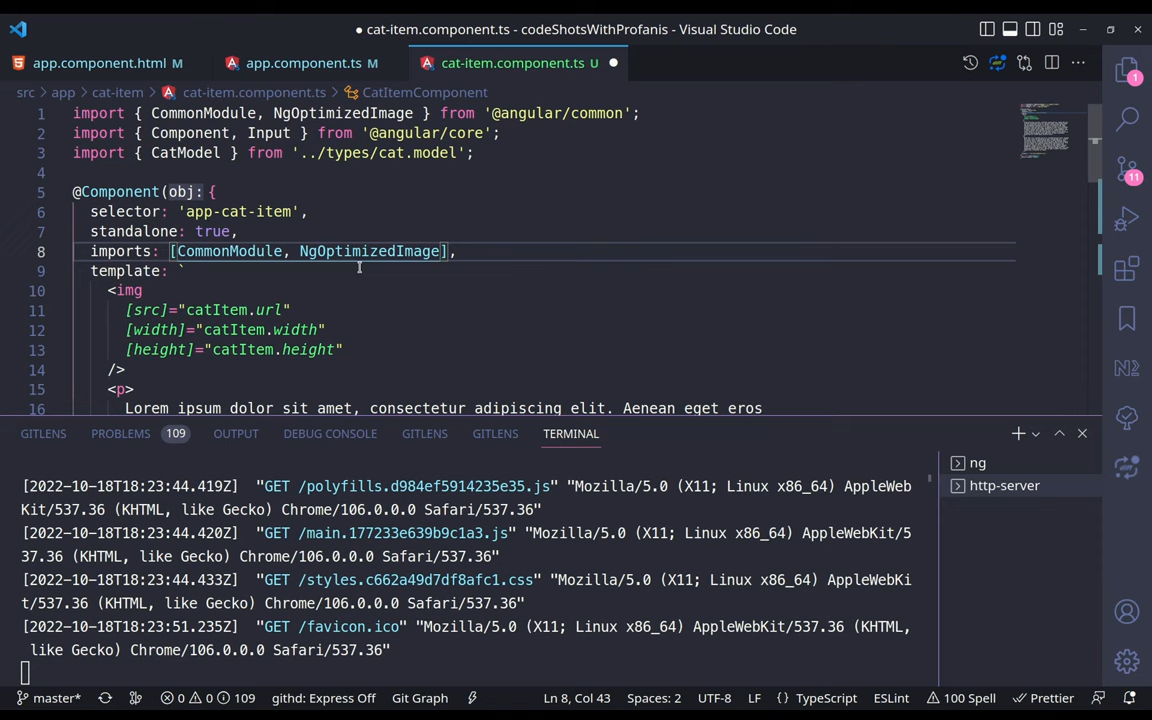 cat-item.component.ts - codeShotsWithProfanis - Visual Studio Code
app.component.html M
app.component.ts M
cat-item.component.ts U
src > app > cat-item > cat-item.component.ts > CatItemComponent
1 import { CommonModule, NgOptimizedImage } from '@angular/common';
2 import { Component, Input } from '@angular/core';
3 import { CatModel } from '../types/cat.model';
4
5 @Component(obj: {
6 selector: 'app-cat-item',
7 standalone: true,
8 imports: [CommonModule, NgOptimizedImage],
9 template: `
10 <img
11 [src]="catItem.url"
12 [width]="catItem.width"
13 [height]="catItem.height"
14 />
15 <p>
16 Lorem ipsum dolor sit amet, consectetur adipiscing elit. Aenean eget eros
1
11
GITLENS PROBLEMS 109 OUTPUT DEBUG CONSOLE GITLENS GITLENS TERMINAL
[2022-10-18T18:23:44.419Z] "GET /polyfills.d984ef5914235e35.js" "Mozilla/5.0 (X11; Linux x86_64) AppleWeb
Kit/537.36 (KHTML, like Gecko) Chrome/106.0.0.0 Safari/537.36"
[2022-10-18T18:23:44.420Z] "GET /main.177233e639b9c1a3.js" "Mozilla/5.0 (X11; Linux x86_64) AppleWebKit/5
37.36 (KHTML, like Gecko) Chrome/106.0.0.0 Safari/537.36"
[2022-10-18T18:23:44.433Z] "GET /styles.c662a49d7df8afc1.css" "Mozilla/5.0 (X11; Linux x86_64) AppleWebKi
t/537.36 (KHTML, like Gecko) Chrome/106.0.0.0 Safari/537.36"
[2022-10-18T18:23:51.235Z] "GET /favicon.ico" "Mozilla/5.0 (X11; Linux x86_64) AppleWebKit/537.36 (KHTML,
like Gecko) Chrome/106.0.0.0 Safari/537.36"
ng
http-server
master* 0 0 109 githd: Express Off Git Graph Ln 8, Col 43 Spaces: 2 UTF-8 LF { } TypeScript ESLint 100 Spell Prettier